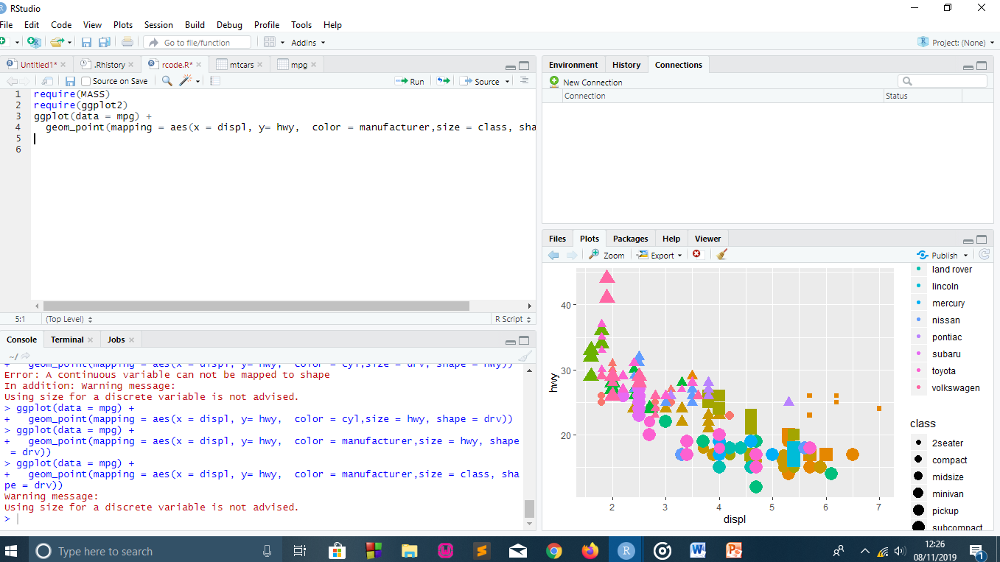 RStudio
File Edit Code View Plots Session Build Debug Profile Tools Help
Go to file/function Addins Project: (None)
Untitled1* .Rhistory rcode.R* mtcars mpg
Source on Save Run Source
1 require(MASS)
2 require(ggplot2)
3 ggplot(data = mpg) +
4 geom_point(mapping = aes(x = displ, y= hwy, color = manufacturer,size = class, sha
5
6
5:1 (Top Level) R Script
Console Terminal Jobs
~/
+ geom_point(mapping = aes(x = displ, y= hwy, color = cyl,size = drv, shape = hwy))
Error: A continuous variable can not be mapped to shape
In addition: Warning message:
Using size for a discrete variable is not advised.
> ggplot(data = mpg) +
+ geom_point(mapping = aes(x = displ, y= hwy, color = cyl,size = hwy, shape = drv))
> ggplot(data = mpg) +
+ geom_point(mapping = aes(x = displ, y= hwy, color = manufacturer,size = hwy, shape
= drv))
> ggplot(data = mpg) +
+ geom_point(mapping = aes(x = displ, y= hwy, color = manufacturer,size = class, sha
pe = drv))
Warning message:
Using size for a discrete variable is not advised.
>
Environment History Connections
New Connection
Connection Status
Files Plots Packages Help Viewer
Zoom Export Publish
hwy
40
30
20
2 3 4 5 6 7
displ
land rover
lincoln
mercury
nissan
pontiac
subaru
toyota
volkswagen
class
2seater
compact
midsize
minivan
pickup
subcompact
Type here to search
12:26
08/11/2019
1